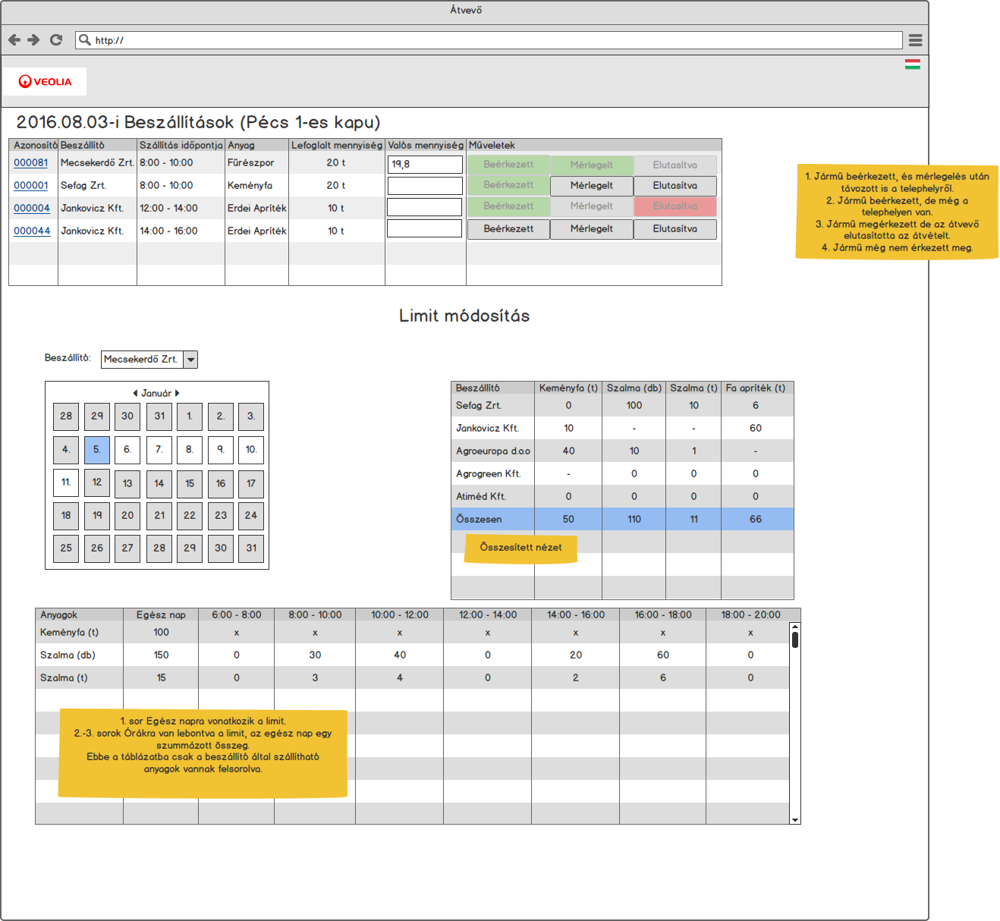 Átvevő
http://
VEOLIA
2016.08.03-i Beszállítások (Pécs 1-es kapu)
Azonosító Beszállító Szállítás időpontja Anyag Lefoglalt mennyiség Valós mennyiség Műveletek
000081 Mecsekerdő Zrt. 8:00 - 10:00 Fűrészpor 20 t 19,8 Beérkezett Mérlegelt Elutasítva
000001 Sefag Zrt. 8:00 - 10:00 Keményfa 20 t Beérkezett Mérlegelt Elutasítva
000004 Jankovicz Kft. 12:00 - 14:00 Erdei Apríték 10 t Beérkezett Mérlegelt Elutasítva
000044 Jankovicz Kft. 14:00 - 16:00 Erdei Apríték 10 t Beérkezett Mérlegelt Elutasítva
1. Jármű beérkezett, és mérlegelés után
távozott is a telephelyről.
2. Jármű beérkezett, de még a
telephelyen van.
3. Jármű megérkezett de az átvevő
elutasította az átvételt.
4. Jármű még nem érkezett meg.
Limit módosítás
Beszállító: Mecsekerdő Zrt.
Január
28 29 30 31 1. 2. 3.
4. 5. 6. 7. 8. 9. 10.
11. 12 13 14 15 16 17
18 19 20 21 22 23 24
25 26 27 28 29 30 31
Beszállító Keményfa (t) Szalma (db) Szalma (t) Fa apríték (t)
Sefag Zrt. 0 100 10 6
Jankovicz Kft. 10 - - 60
Agroeuropa d.o.o 40 10 1 -
Agrogreen Kft. - 0 0 0
Atiméd Kft. 0 0 0 0
Összesen 50 110 11 66
Összesített nézet
Anyagok Egész nap 6:00 - 8:00 8:00 - 10:00 10:00 - 12:00 12:00 - 14:00 14:00 - 16:00 16:00 - 18:00 18:00 - 20:00
Keményfa (t) 100 x x x x x x x
Szalma (db) 150 0 30 40 0 20 60 0
Szalma (t) 15 0 3 4 0 2 6 0
1. sor Egész napra vonatkozik a limit.
2.-3. sorok Órákra van lebontva a limit, az egész nap egy
szummázott összeg.
Ebbe a táblázatba csak a beszállító által szállítható
anyagok vannak felsorolva.